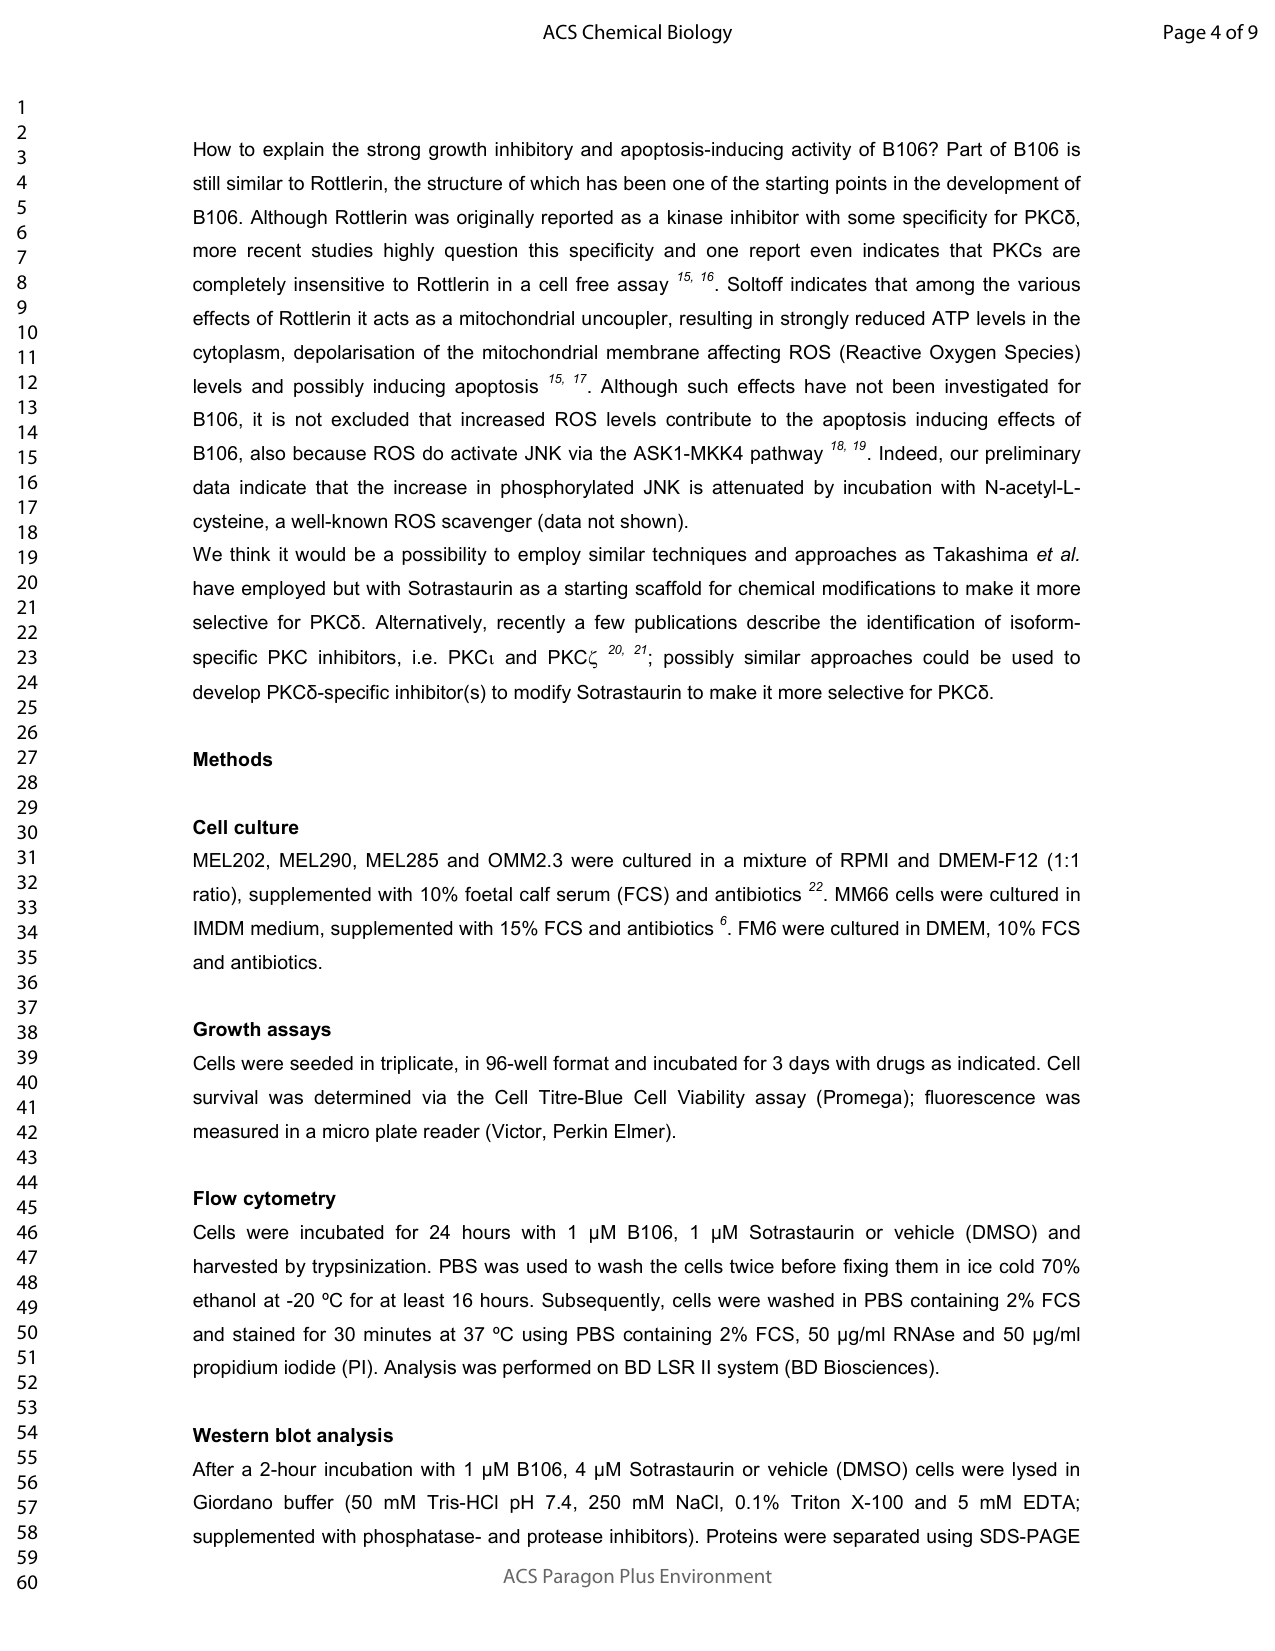 ACS Chemical Biology
Page 4 of 9
1
2
3
4
5
6
7
8
9
10
11
12
13
14
15
16
17
18
19
20
21
22
23
24
25
26
27
28
29
30
31
32
33
34
35
36
37
38
39
40
41
42
43
44
45
46
47
48
49
50
51
52
53
54
55
56
57
58
59
60
How to explain the strong growth inhibitory and apoptosis-inducing activity of B106? Part of B106 is
still similar to Rottlerin, the structure of which has been one of the starting points in the development of
B106. Although Rottlerin was originally reported as a kinase inhibitor with some specificity for PKCδ,
more recent studies highly question this specificity and one report even indicates that PKCs are
completely insensitive to Rottlerin in a cell free assay 15, 16. Soltoff indicates that among the various
effects of Rottlerin it acts as a mitochondrial uncoupler, resulting in strongly reduced ATP levels in the
cytoplasm, depolarisation of the mitochondrial membrane affecting ROS (Reactive Oxygen Species)
levels and possibly inducing apoptosis 15, 17. Although such effects have not been investigated for
B106, it is not excluded that increased ROS levels contribute to the apoptosis inducing effects of
B106, also because ROS do activate JNK via the ASK1-MKK4 pathway 18, 19. Indeed, our preliminary
data indicate that the increase in phosphorylated JNK is attenuated by incubation with N-acetyl-L-
cysteine, a well-known ROS scavenger (data not shown).
We think it would be a possibility to employ similar techniques and approaches as Takashima et al.
have employed but with Sotrastaurin as a starting scaffold for chemical modifications to make it more
selective for PKCδ. Alternatively, recently a few publications describe the identification of isoform-
specific PKC inhibitors, i.e. PKCι and PKCζ 20, 21; possibly similar approaches could be used to
develop PKCδ-specific inhibitor(s) to modify Sotrastaurin to make it more selective for PKCδ.
Methods
Cell culture
MEL202, MEL290, MEL285 and OMM2.3 were cultured in a mixture of RPMI and DMEM-F12 (1:1
ratio), supplemented with 10% foetal calf serum (FCS) and antibiotics 22. MM66 cells were cultured in
IMDM medium, supplemented with 15% FCS and antibiotics 6. FM6 were cultured in DMEM, 10% FCS
and antibiotics.
Growth assays
Cells were seeded in triplicate, in 96-well format and incubated for 3 days with drugs as indicated. Cell
survival was determined via the Cell Titre-Blue Cell Viability assay (Promega); fluorescence was
measured in a micro plate reader (Victor, Perkin Elmer).
Flow cytometry
Cells were incubated for 24 hours with 1 µM B106, 1 µM Sotrastaurin or vehicle (DMSO) and
harvested by trypsinization. PBS was used to wash the cells twice before fixing them in ice cold 70%
ethanol at -20 ºC for at least 16 hours. Subsequently, cells were washed in PBS containing 2% FCS
and stained for 30 minutes at 37 ºC using PBS containing 2% FCS, 50 µg/ml RNAse and 50 µg/ml
propidium iodide (PI). Analysis was performed on BD LSR II system (BD Biosciences).
Western blot analysis
After a 2-hour incubation with 1 µM B106, 4 µM Sotrastaurin or vehicle (DMSO) cells were lysed in
Giordano buffer (50 mM Tris-HCl pH 7.4, 250 mM NaCl, 0.1% Triton X-100 and 5 mM EDTA;
supplemented with phosphatase- and protease inhibitors). Proteins were separated using SDS-PAGE
ACS Paragon Plus Environment